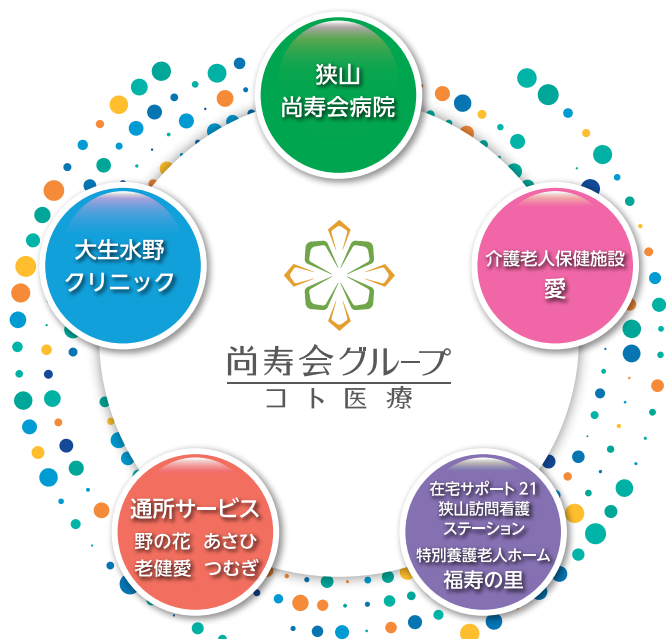 狭山
尚寿会病院
大生水野
クリニック
介護老人保健施設
愛
尚寿会グループ
コト医療
通所サービス
野の花 あさひ
老健愛 つむぎ
在宅サポート21
狭山訪問看護
ステーション
特別養護老人ホーム
福寿の里